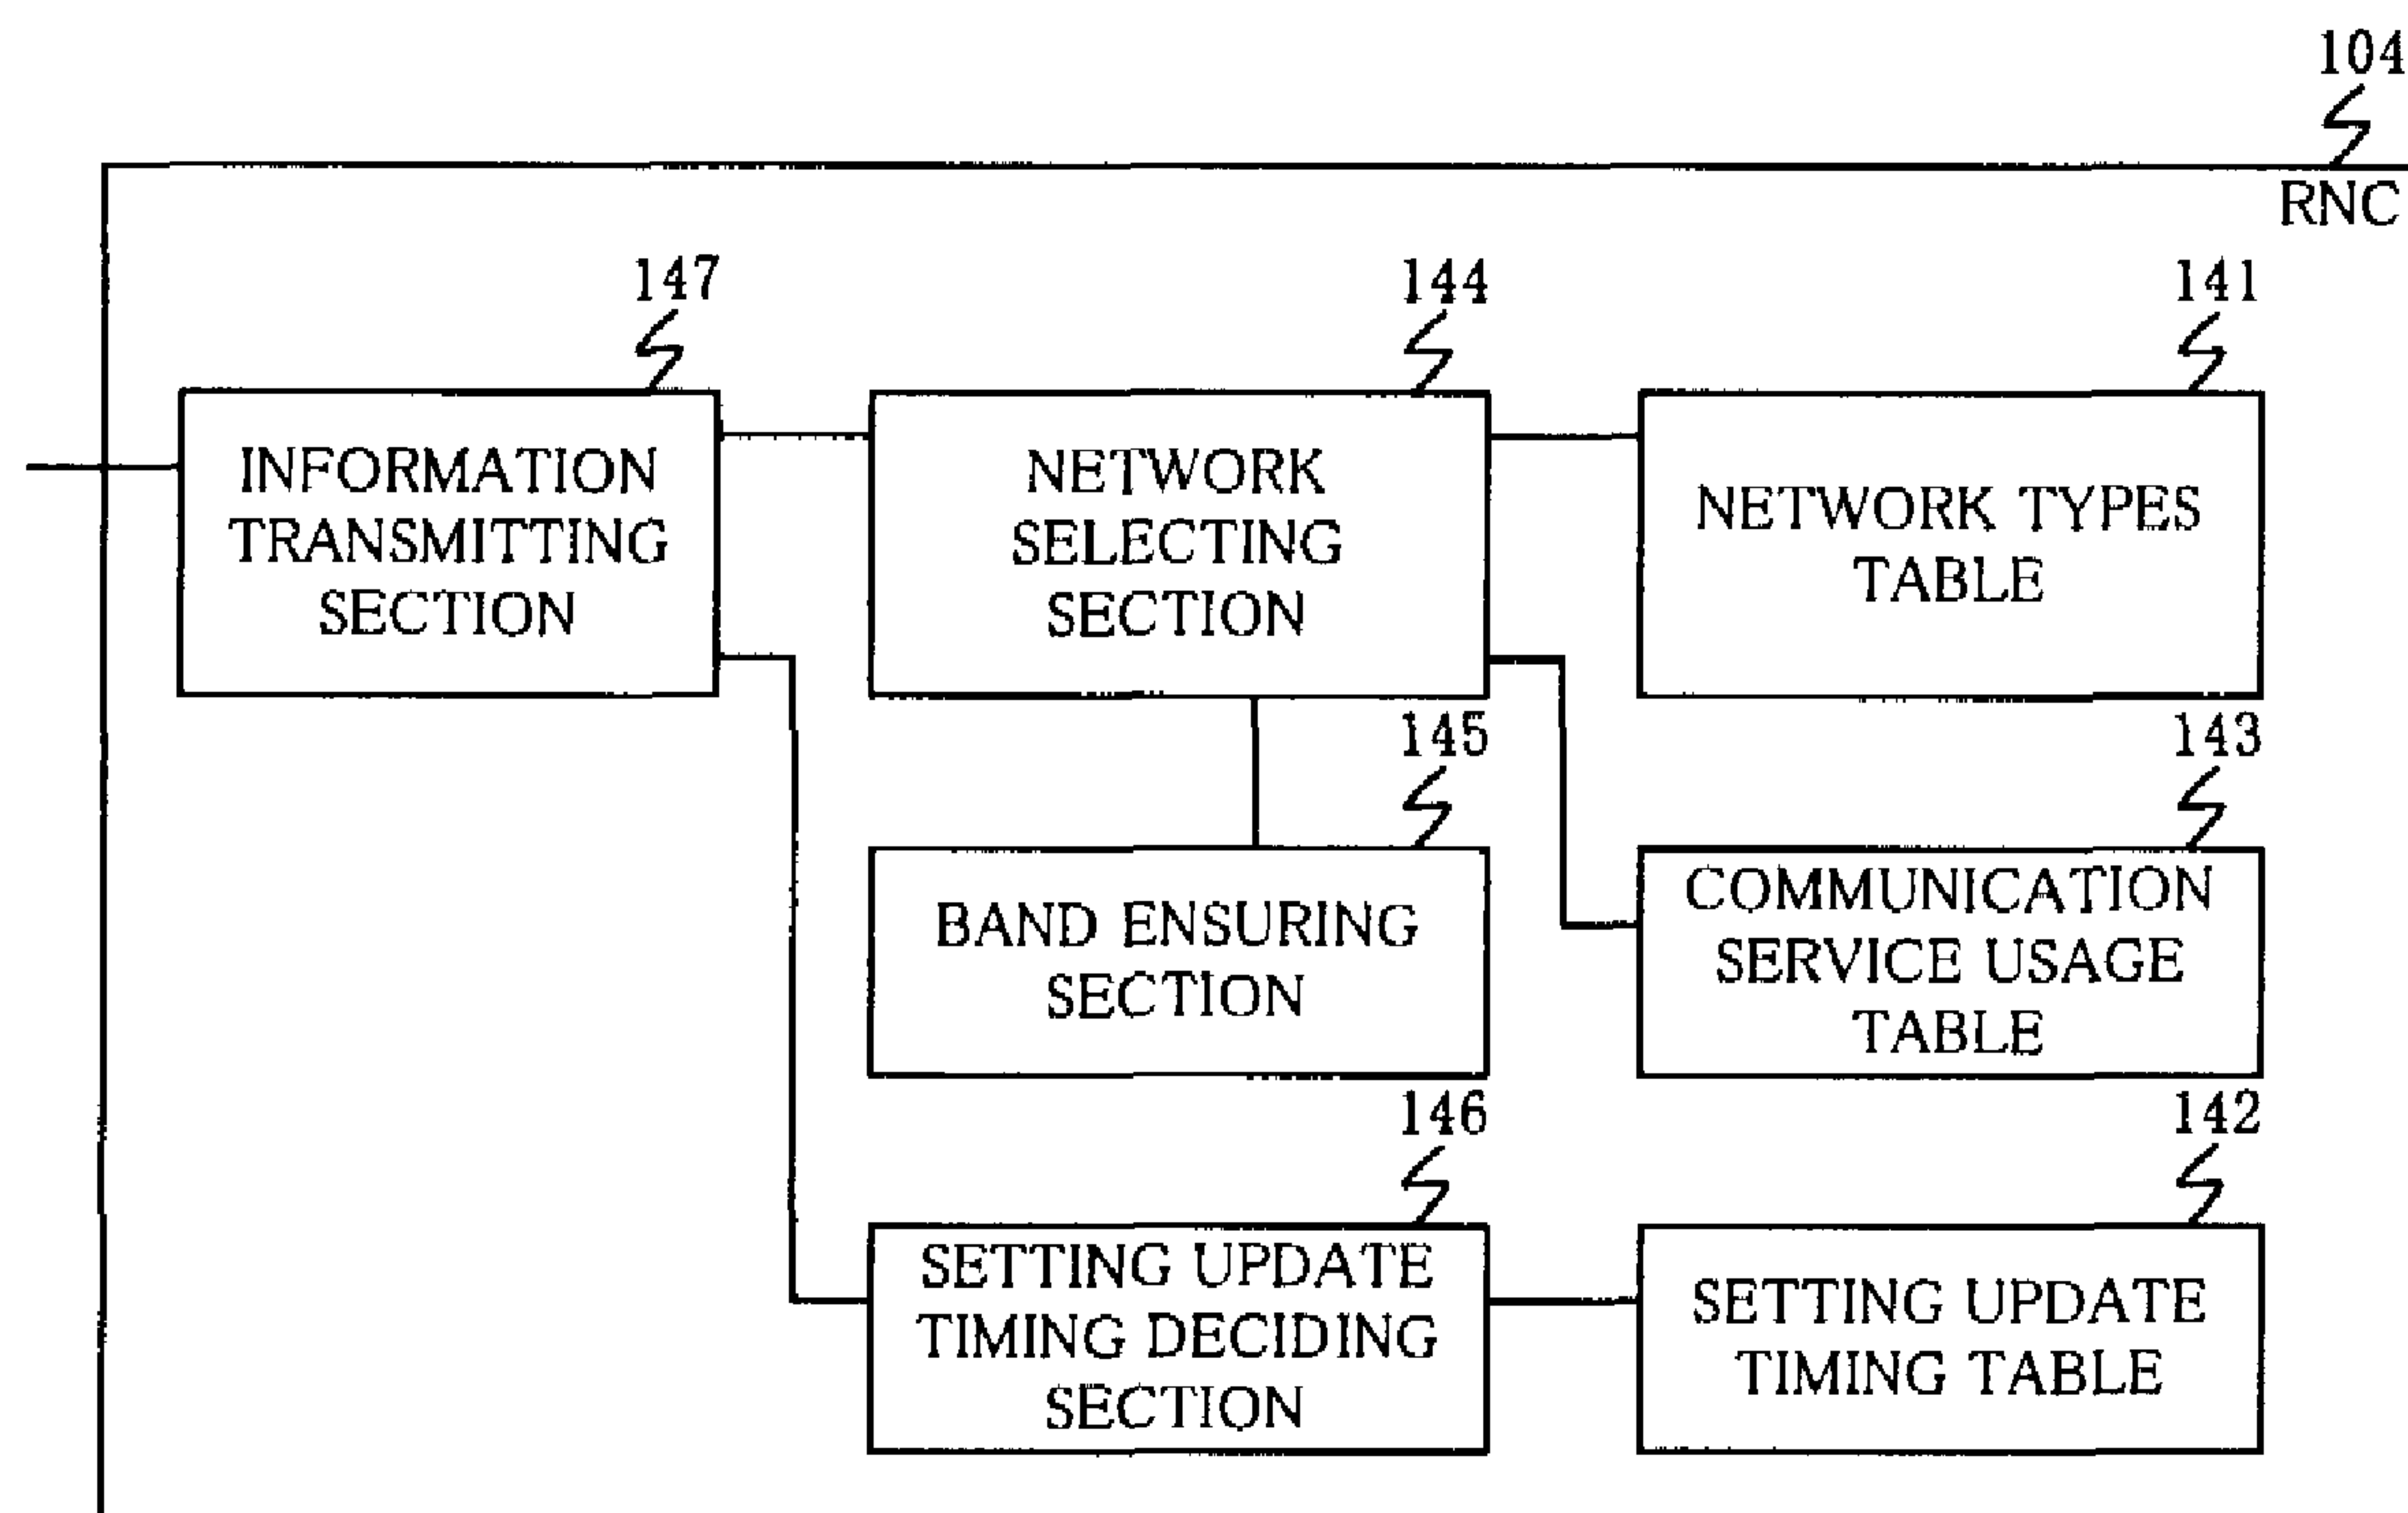 104
RNC
147
144
141
INFORMATION
TRANSMITTING
SECTION
NETWORK
SELECTING
SECTION
NETWORK TYPES
TABLE
145
143
BAND ENSURING
SECTION
COMMUNICATION
SERVICE USAGE
TABLE
146
142
SETTING UPDATE
TIMING DECIDING
SECTION
SETTING UPDATE
TIMING TABLE